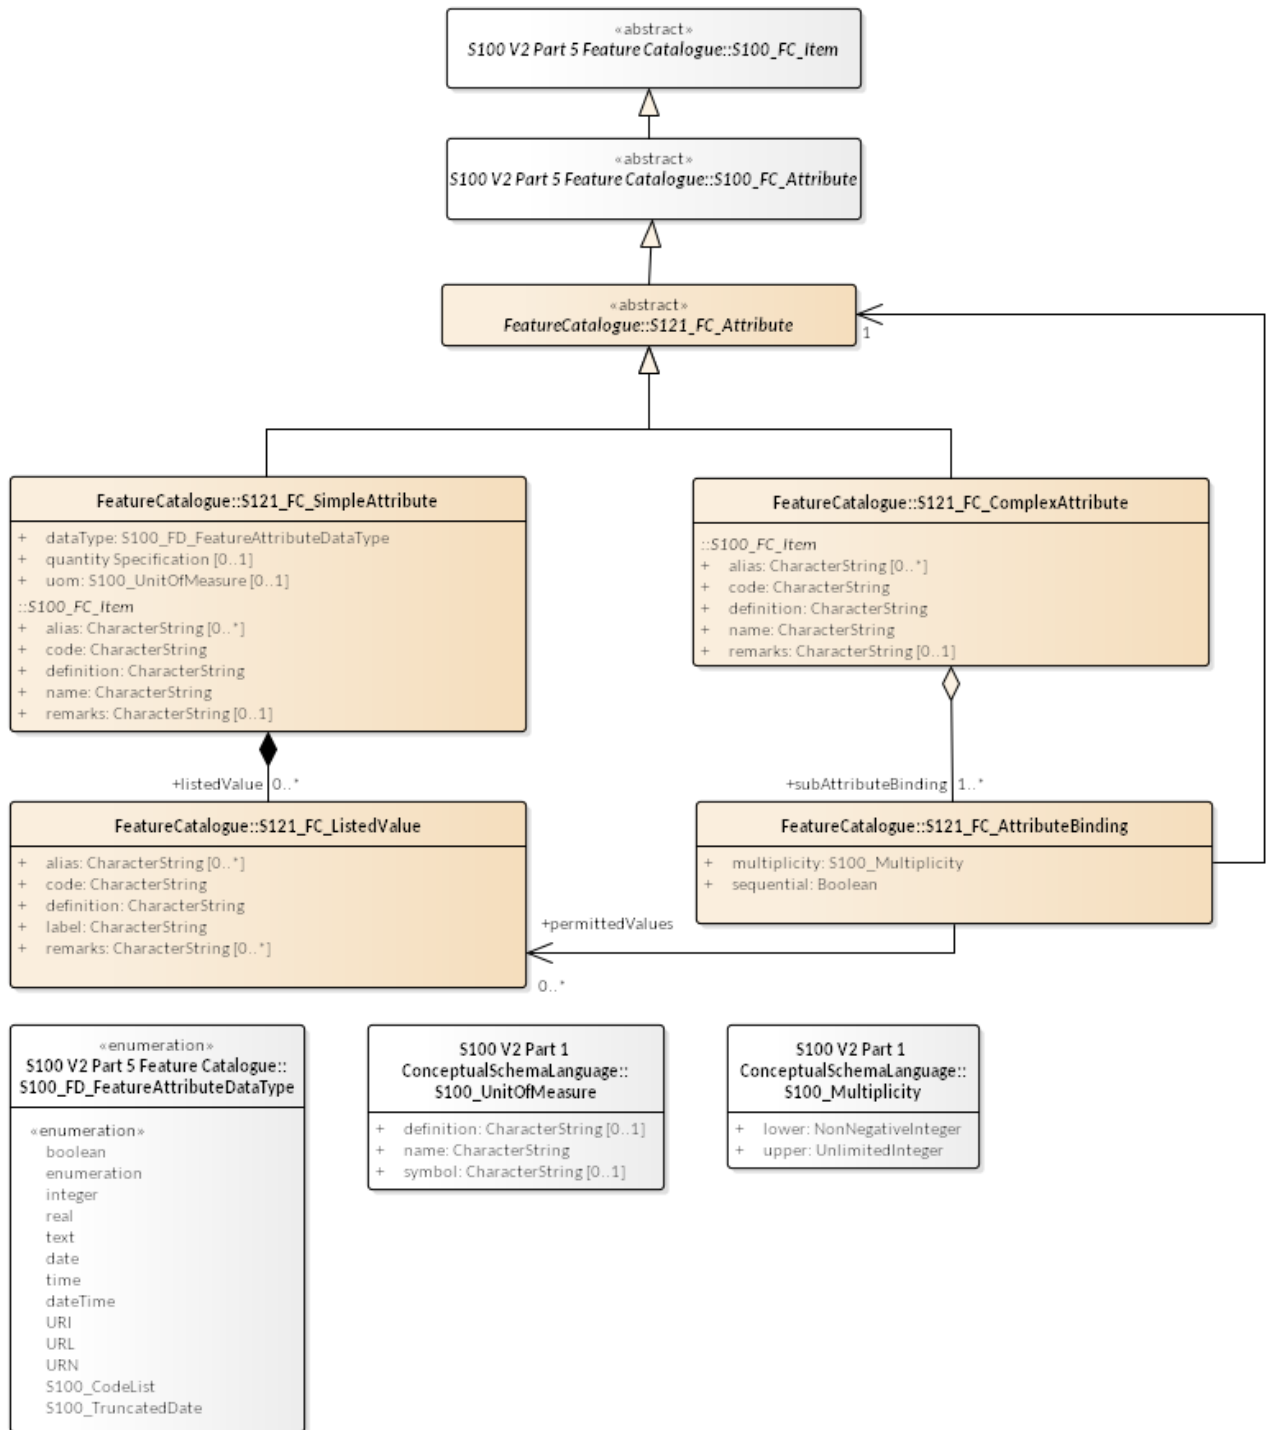 «abstract»
S100 V2 Part 5 Feature Catalogue::S100_FC_Item
«abstract»
S100 V2 Part 5 Feature Catalogue::S100_FC_Attribute
«abstract»
FeatureCatalogue::S121_FC_Attribute
1
FeatureCatalogue::S121_FC_SimpleAttribute
+ dataType: S100_FD_FeatureAttributeDataType
+ quantity Specification [0..1]
+ uom: S100_UnitOfMeasure [0..1]
::S100_FC_Item
+ alias: CharacterString [0..*]
+ code: CharacterString
+ definition: CharacterString
+ name: CharacterString
+ remarks: CharacterString [0..1]
FeatureCatalogue::S121_FC_ComplexAttribute
::S100_FC_Item
+ alias: CharacterString [0..*]
+ code: CharacterString
+ definition: CharacterString
+ name: CharacterString
+ remarks: CharacterString [0..1]
+listedValue 0..*
+subAttributeBinding 1..*
FeatureCatalogue::S121_FC_ListedValue
+ alias: CharacterString [0..*]
+ code: CharacterString
+ definition: CharacterString
+ label: CharacterString
+ remarks: CharacterString [0..*]
FeatureCatalogue::S121_FC_AttributeBinding
+ multiplicity: S100_Multiplicity
+ sequential: Boolean
+permittedValues
0..*
«enumeration»
S100 V2 Part 5 Feature Catalogue::
S100_FD_FeatureAttributeDataType
«enumeration»
boolean
enumeration
integer
real
text
date
time
dateTime
URI
URL
URN
S100_CodeList
S100_TruncatedDate
S100 V2 Part 1
ConceptualSchemaLanguage::
S100_UnitOfMeasure
+ definition: CharacterString [0..1]
+ name: CharacterString
+ symbol: CharacterString [0..1]
S100 V2 Part 1
ConceptualSchemaLanguage::
S100_Multiplicity
+ lower: NonNegativeInteger
+ upper: UnlimitedInteger